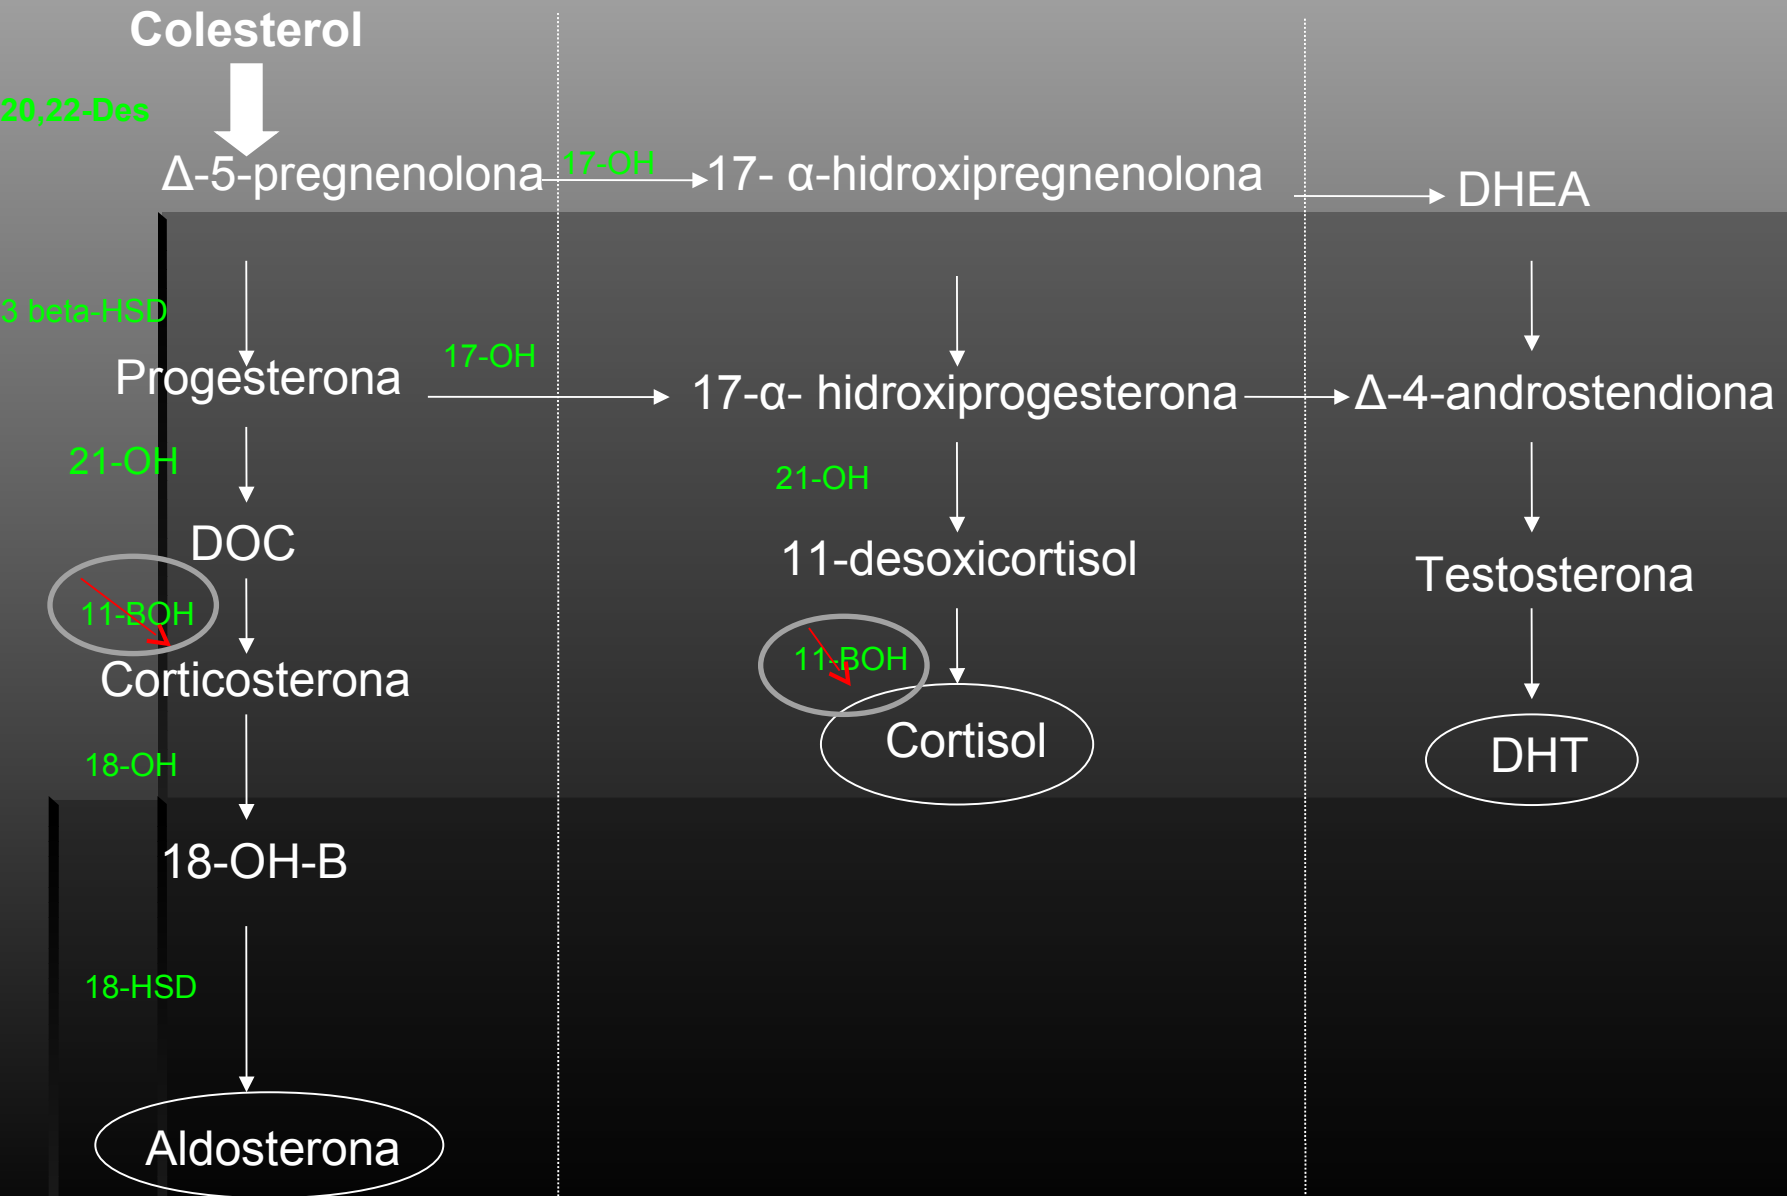 Colesterol
20,22-Des
Δ-5-pregnenolona
17-OH
17- α-hidroxipregnenolona
DHEA
3 beta-HSD
Progesterona
17-OH
17-α- hidroxiprogesterona
Δ-4-androstendiona
21-OH
21-OH
DOC
11-desoxicortisol
Testosterona
11-BOH
11-BOH
Corticosterona
Cortisol
DHT
18-OH
18-OH-B
18-HSD
Aldosterona